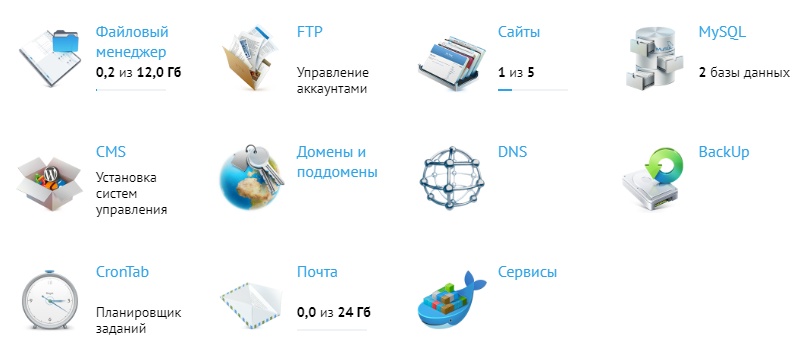 Файловый
менеджер
0,2 из 12,0 Гб
FTP
Управление
аккаунтами
Сайты
1 из 5
MySQL
2 базы данных
CMS
Установка
систем
управления
Домены и
поддомены
DNS
BackUp
CronTab
Планировщик
заданий
Почта
0,0 из 24 Гб
Сервисы